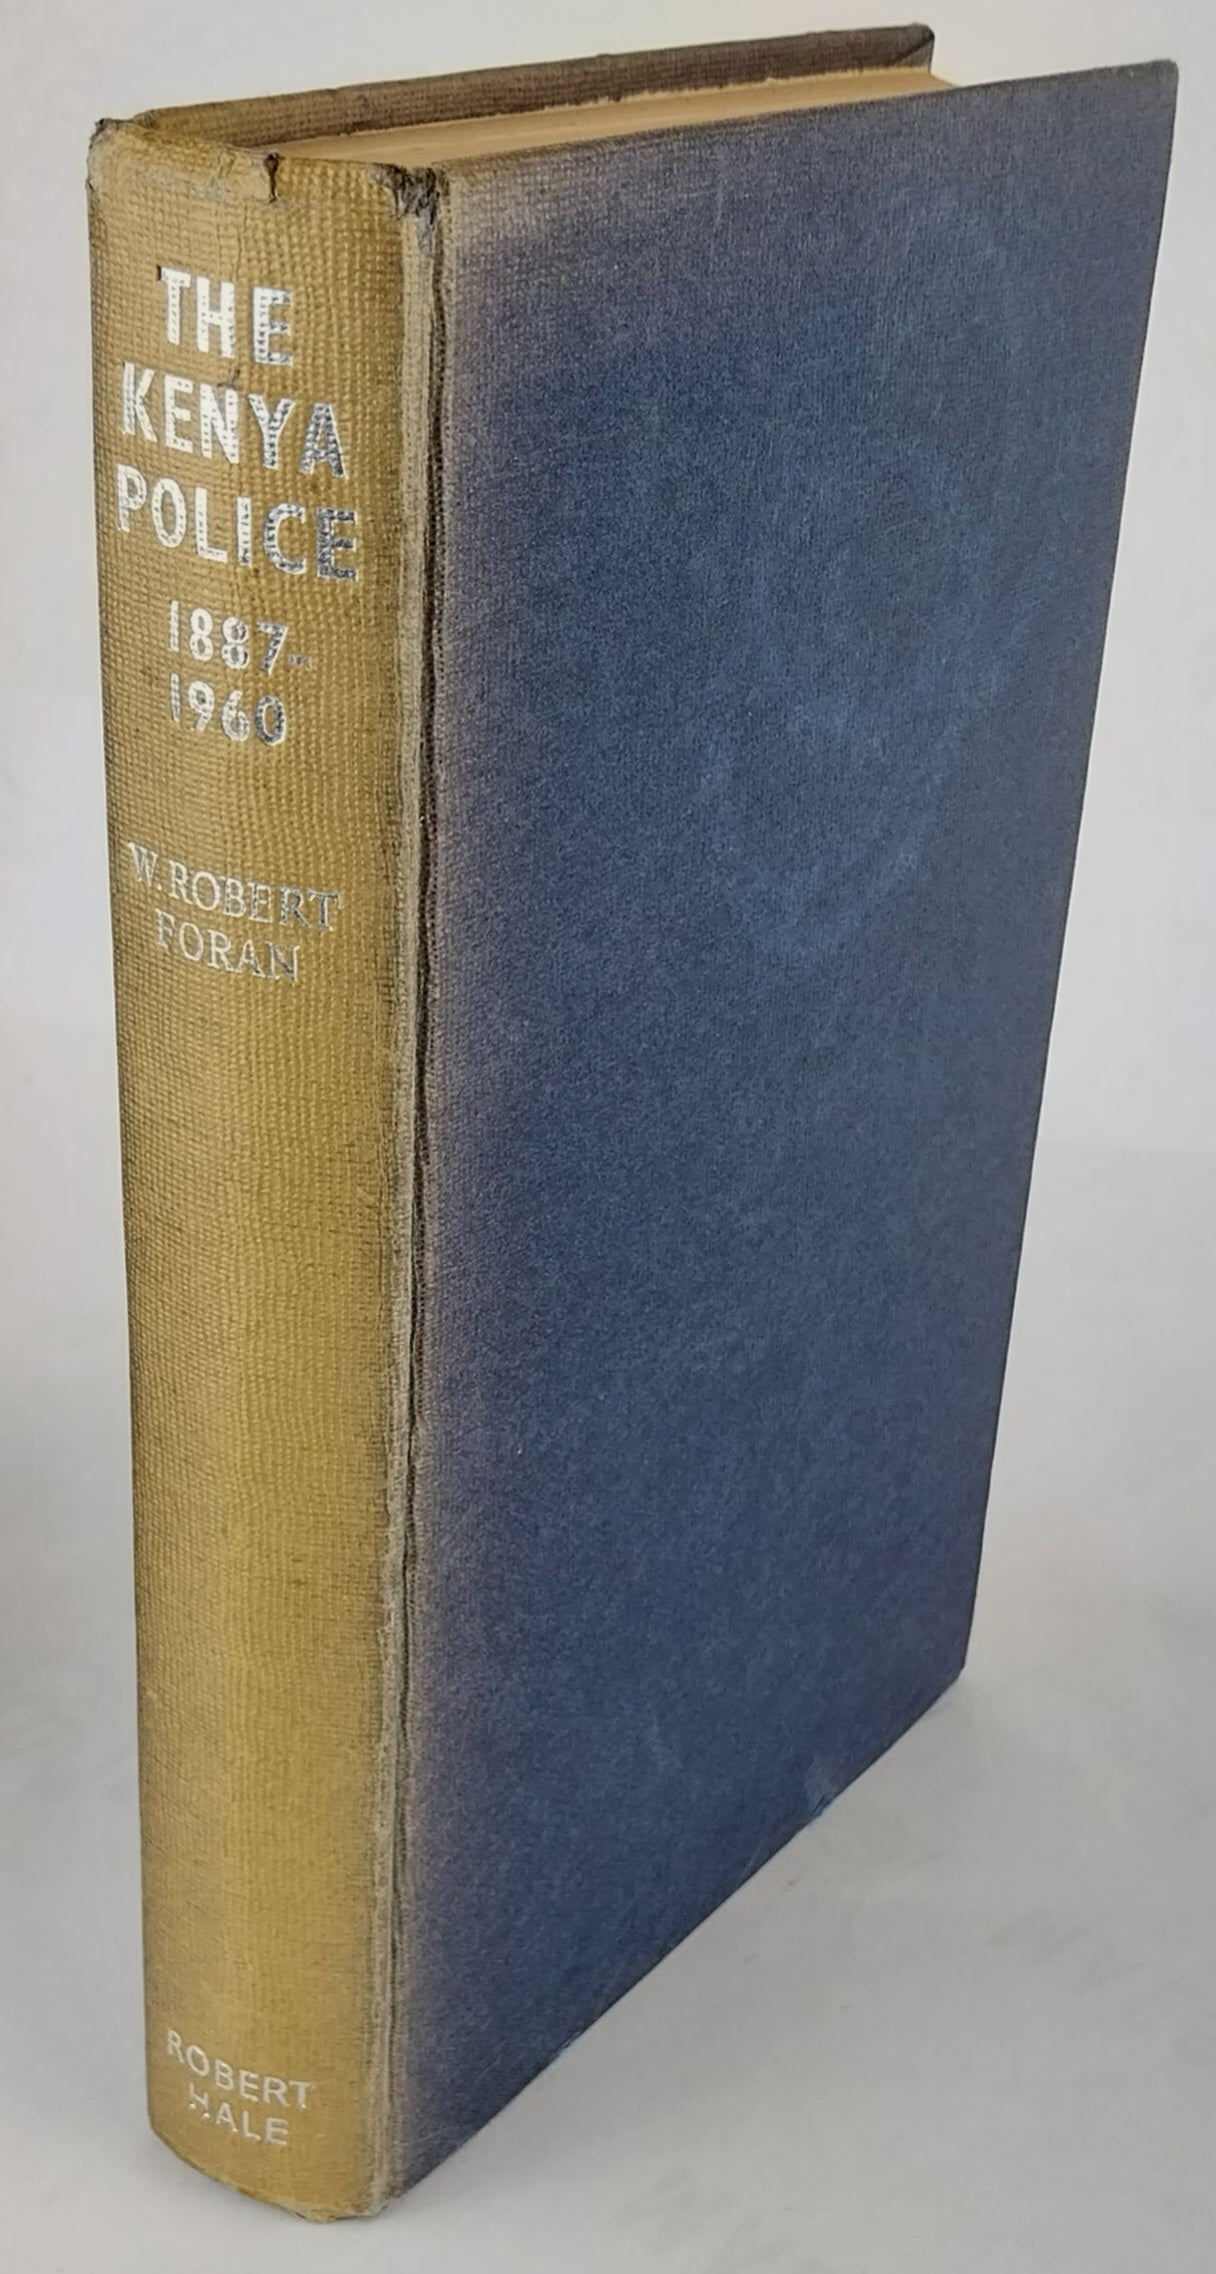 THE
KENYA
POLICE
1887-
1960
W. ROBERT
FORAN
ROBERT
HALE